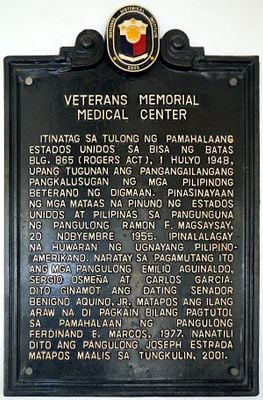 VETERANS MEMORIAL
MEDICAL CENTER
ITINATAG SA TULONG NG PAMAHALAANG
ESTADOS UNIDOS SA BISA NG BATAS
BLG. 865 (ROGERS ACT), 1 HULYO 1948,
UPANG TUGUNAN ANG PANGANGAILANGANG
PANGKALUSUGAN NG MGA PILIPINONG
BETERANO NG DIGMAAN. PINASINAYAAN
NG MGA MATAAS NA PINUNO NG ESTADOS
UNIDOS AT PILIPINAS SA PANGUNGUNA
NG PANGULONG RAMON F. MAGSAYSAY,
20 NOBYEMBRE 1955. IPINALALAGAY
NA HUWARAN NG UGNAYANG PILIPINO-
AMERIKANO. NARATAY SA PAGAMUTANG ITO
ANG MGA PANGULONG EMILIO AGUINALDO,
SERGIO OSMEÑA AT CARLOS GARCIA.
DITO GINAMOT ANG DATING SENADOR
BENIGNO AQUINO, JR. MATAPOS ANG ILANG
ARAW NA DI PAGKAIN BILANG PAGTUTOL
SA PAMAHALAAN NG PANGULONG
FERDINAND E. MARCOS, 1977. NANATILI
DITO ANG PANGULONG JOSEPH ESTRADA
MATAPOS MAALIS SA TUNGKULIN, 2001.